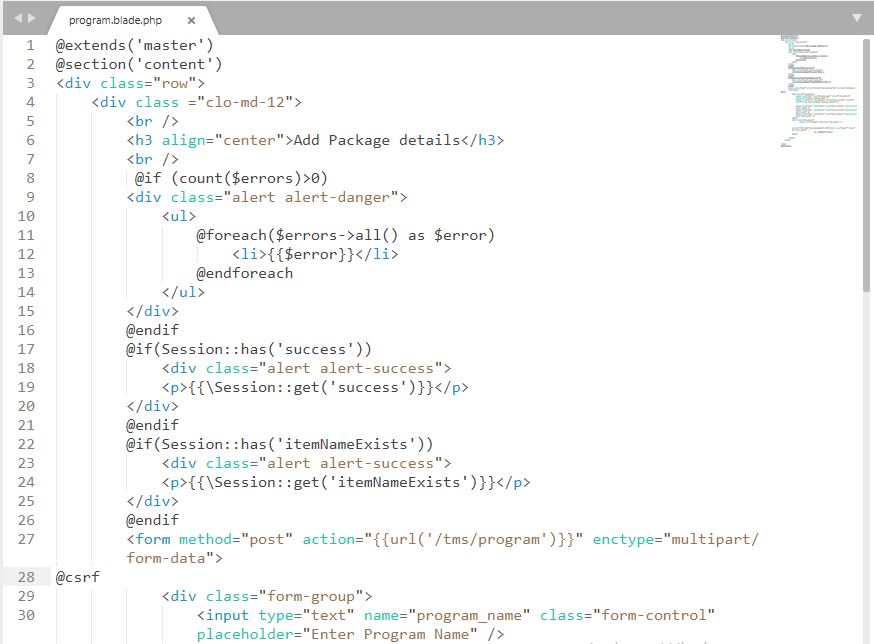 program.blade.php ×
1 @extends('master')
2 @section('content')
3 <div class="row">
4 <div class ="clo-md-12">
5 <br />
6 <h3 align="center">Add Package details</h3>
7 <br />
8 @if (count($errors)>0)
9 <div class="alert alert-danger">
10 <ul>
11 @foreach($errors->all() as $error)
12 <li>{{$error}}</li>
13 @endforeach
14 </ul>
15 </div>
16 @endif
17 @if(Session::has('success'))
18 <div class="alert alert-success">
19 <p>{{\Session::get('success')}}</p>
20 </div>
21 @endif
22 @if(Session::has('itemNameExists'))
23 <div class="alert alert-success">
24 <p>{{\Session::get('itemNameExists')}}</p>
25 </div>
26 @endif
27 <form method="post" action="{{url('/tms/program')}}" enctype="multipart/
form-data">
28 @csrf
29 <div class="form-group">
30 <input type="text" name="program_name" class="form-control"
placeholder="Enter Program Name" />